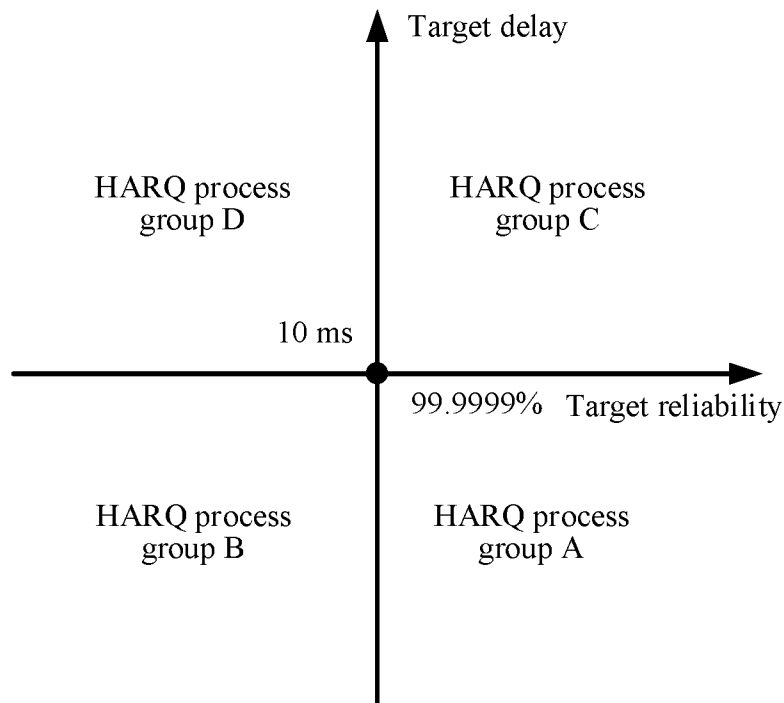 Target delay
HARQ process
group D
HARQ process
group C
10 ms
99.9999%
Target reliability
HARQ process
group B
HARQ process
group A